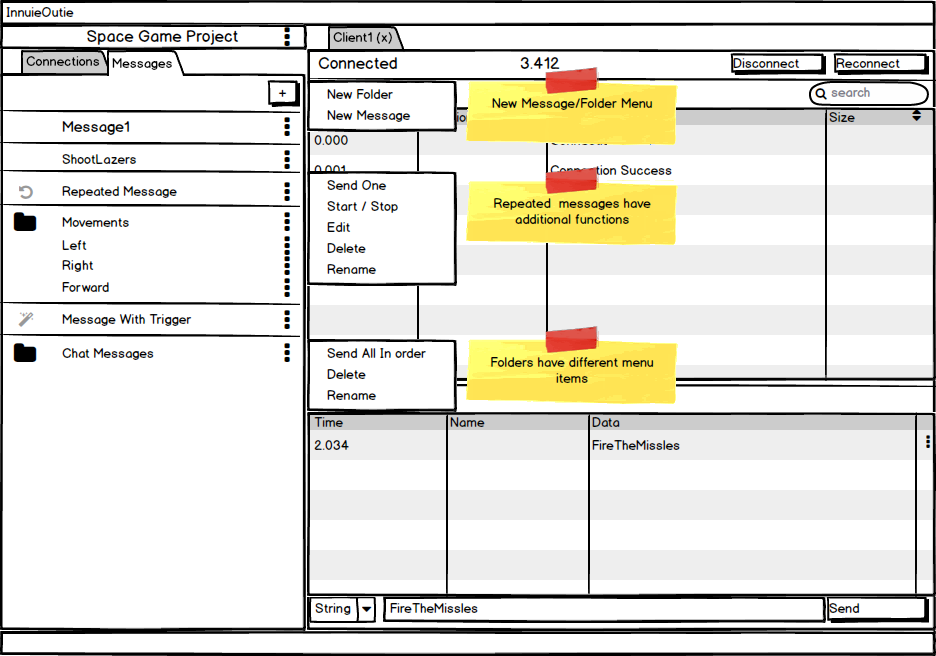 InnuieOutie
Space Game Project
Client1 (x)
Connections
Messages
Connected
3.412
Disconnect
Reconnect
+
search
New Folder
New Message
New Message/Folder Menu
Size
0.000
0.001
Connection Success
Message1
ShootLazers
Repeated Message
Movements
Left
Right
Forward
Message With Trigger
Chat Messages
Send One
Start / Stop
Edit
Delete
Rename
Repeated messages have
additional functions
Send All In order
Delete
Rename
Folders have different menu
items
Time
Name
Data
2.034
FireTheMissles
String
FireTheMissles
Send